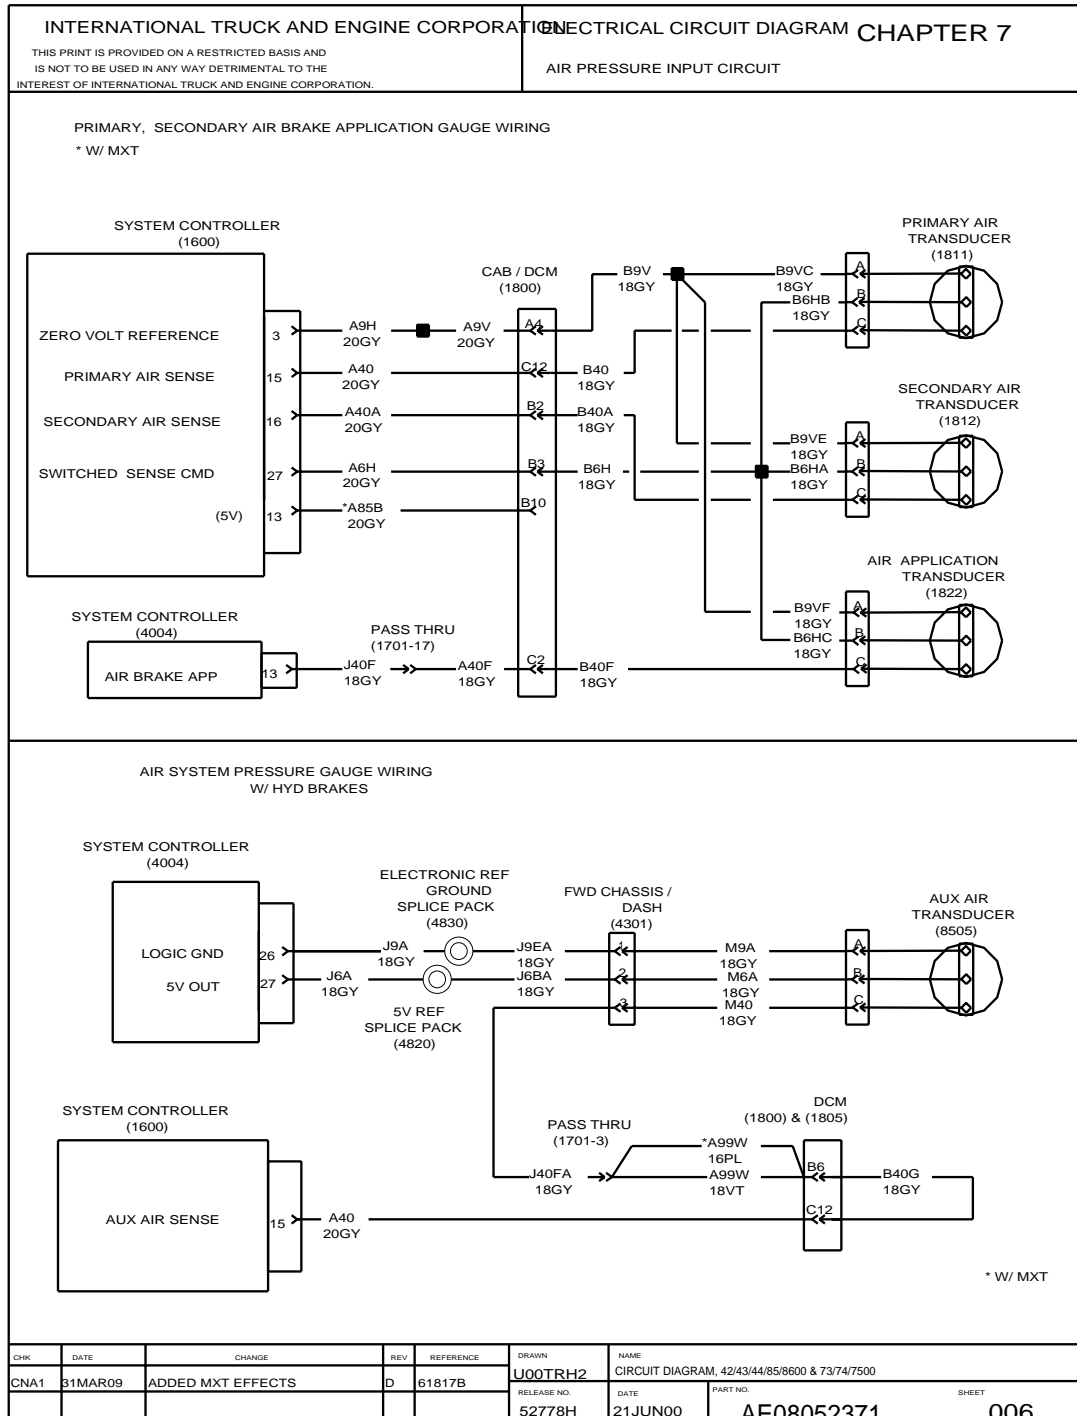 INTERNATIONAL TRUCK AND ENGINE CORPORATION
THIS PRINT IS PROVIDED ON A RESTRICTED BASIS AND
IS NOT TO BE USED IN ANY WAY DETRIMENTAL TO THE
INTEREST OF INTERNATIONAL TRUCK AND ENGINE CORPORATION.
ELECTRICAL CIRCUIT DIAGRAM CHAPTER 7
AIR PRESSURE INPUT CIRCUIT
PRIMARY, SECONDARY AIR BRAKE APPLICATION GAUGE WIRING
* W/ MXT
SYSTEM CONTROLLER
(1600)
ZERO VOLT REFERENCE
PRIMARY AIR SENSE
SECONDARY AIR SENSE
SWITCHED SENSE CMD
(5V)
3
15
16
27
13
A9H
20GY
A9V
20GY
A40
20GY
A40A
20GY
A6H
20GY
*A85B
20GY
CAB / DCM
(1800)
A4
C12
B2
B3
B10
C2
B9V
18GY
B40
18GY
B40A
18GY
B6H
18GY
B9VC
18GY
B6HB
18GY
A
B
C
PRIMARY AIR
TRANSDUCER
(1811)
B9VE
18GY
B6HA
18GY
A
B
C
SECONDARY AIR
TRANSDUCER
(1812)
B9VF
18GY
B6HC
18GY
A
B
C
AIR APPLICATION
TRANSDUCER
(1822)
SYSTEM CONTROLLER
(4004)
AIR BRAKE APP
13
J40F
18GY
PASS THRU
(1701-17)
A40F
18GY
B40F
18GY
AIR SYSTEM PRESSURE GAUGE WIRING
W/ HYD BRAKES
SYSTEM CONTROLLER
(4004)
LOGIC GND
5V OUT
26
27
J9A
18GY
J6A
18GY
ELECTRONIC REF
GROUND
SPLICE PACK
(4830)
5V REF
SPLICE PACK
(4820)
J9EA
18GY
J6BA
18GY
FWD CHASSIS /
DASH
(4301)
1
2
3
M9A
18GY
M6A
18GY
M40
18GY
A
B
C
AUX AIR
TRANSDUCER
(8505)
SYSTEM CONTROLLER
(1600)
AUX AIR SENSE
15
A40
20GY
PASS THRU
(1701-3)
J40FA
18GY
*A99W
16PL
A99W
18VT
DCM
(1800) & (1805)
B6
C12
B40G
18GY
* W/ MXT
CHK DATE CHANGE REV REFERENCE
CNA1 31MAR09 ADDED MXT EFFECTS D 61817B
DRAWN
U00TRH2
NAME
CIRCUIT DIAGRAM, 42/43/44/85/8600 & 73/74/7500
RELEASE NO.
52778H
DATE
21JUN00
PART NO.
AE08052371
SHEET
006